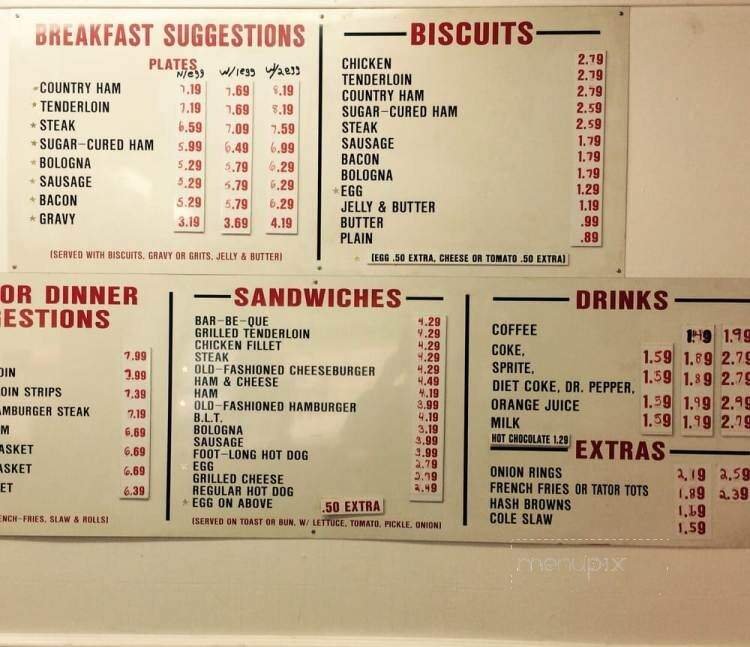 BREAKFAST SUGGESTIONS
PLATES
N/egg w/1egg w/2egg
COUNTRY HAM 7.19 7.69 8.19
TENDERLOIN 7.19 7.69 8.19
STEAK 6.59 7.09 7.59
SUGAR-CURED HAM 5.99 6.49 6.99
BOLOGNA 5.29 5.79 6.29
SAUSAGE 5.29 5.79 6.29
BACON 5.29 5.79 6.29
GRAVY 3.19 3.69 4.19
(SERVED WITH BISCUITS, GRAVY OR GRITS, JELLY & BUTTER)
BISCUITS
CHICKEN 2.79
TENDERLOIN 2.79
COUNTRY HAM 2.79
SUGAR-CURED HAM 2.59
STEAK 2.59
SAUSAGE 1.79
BACON 1.79
BOLOGNA 1.79
EGG 1.29
JELLY & BUTTER 1.19
BUTTER .99
PLAIN .89
(EGG .50 EXTRA, CHEESE OR TOMATO .50 EXTRA)
OR DINNER
GESTIONS
7.99
OIN 7.99
OIN STRIPS 7.39
AMBURGER STEAK 7.19
M 6.69
ASKET 6.69
ASKET 6.69
ET 6.39
ENCH-FRIES, SLAW & ROLLS)
SANDWICHES
BAR-BE-QUE 4.29
GRILLED TENDERLOIN 4.29
CHICKEN FILLET 4.29
STEAK 4.29
OLD-FASHIONED CHEESEBURGER 4.29
HAM & CHEESE 4.49
HAM 4.19
OLD-FASHIONED HAMBURGER 3.99
B.L.T. 4.19
BOLOGNA 3.19
SAUSAGE 3.99
FOOT-LONG HOT DOG 3.99
EGG 2.79
GRILLED CHEESE 2.79
REGULAR HOT DOG 2.49
EGG ON ABOVE .50 EXTRA
(SERVED ON TOAST OR BUN, W/ LETTUCE, TOMATO, PICKLE, ONION)
DRINKS
COFFEE 1.99
COKE, 1.59 1.89 2.79
SPRITE, 1.59 1.89 2.79
DIET COKE, DR. PEPPER,
ORANGE JUICE 1.59 1.99 2.99
MILK 1.59 1.99 2.79
HOT CHOCOLATE 1.29
EXTRAS
ONION RINGS 2.19 2.59
FRENCH FRIES OR TATOR TOTS 1.89 2.39
HASH BROWNS 1.69
COLE SLAW 1.59
menupix